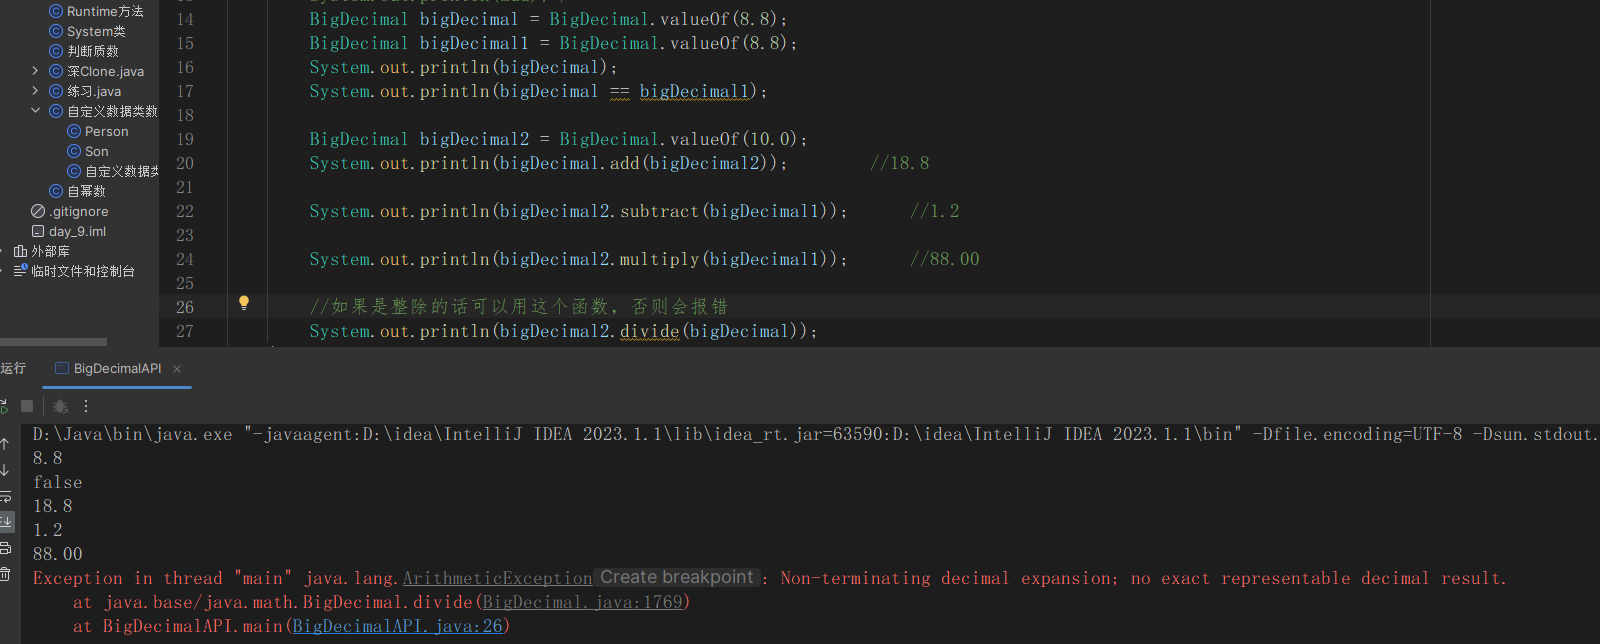 Runtime方法
System类
判断质数
深Clone.java
练习.java
自定义数据类数
Person
Son
自定义数据类
自幂数
.gitignore
day_9.iml
外部库
临时文件和控制台
14 BigDecimal bigDecimal = BigDecimal.valueOf(8.8);
15 BigDecimal bigDecimal1 = BigDecimal.valueOf(8.8);
16 System.out.println(bigDecimal);
17 System.out.println(bigDecimal == bigDecimal1);
18
19 BigDecimal bigDecimal2 = BigDecimal.valueOf(10.0);
20 System.out.println(bigDecimal.add(bigDecimal2)); //18.8
21
22 System.out.println(bigDecimal2.subtract(bigDecimal1)); //1.2
23
24 System.out.println(bigDecimal2.multiply(bigDecimal1)); //88.00
25
26 //如果是整除的话可以用这个函数，否则会报错
27 System.out.println(bigDecimal2.divide(bigDecimal));
运行 BigDecimalAPI ×
D:\Java\bin\java.exe "-javaagent:D:\idea\IntelliJ IDEA 2023.1.1\lib\idea_rt.jar=63590:D:\idea\IntelliJ IDEA 2023.1.1\bin" -Dfile.encoding=UTF-8 -Dsun.stdout.
8.8
false
18.8
1.2
88.00
Exception in thread "main" java.lang.ArithmeticException Create breakpoint : Non-terminating decimal expansion; no exact representable decimal result.
at java.base/java.math.BigDecimal.divide(BigDecimal.java:1769)
at BigDecimalAPI.main(BigDecimalAPI.java:26)